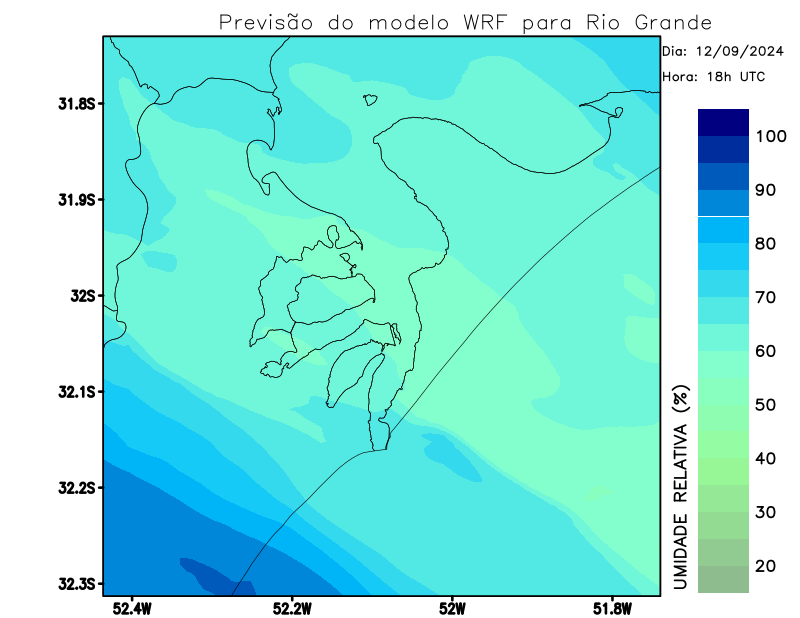 Previsão do modelo WRF para Rio Grande
Dia: 12/09/2024
Hora: 18h UTC
31.8S
31.9S
32S
32.1S
32.2S
32.3S
52.4W 52.2W 52W 51.8W
100
90
80
70
60
50
40
30
20
UMIDADE RELATIVA (%)